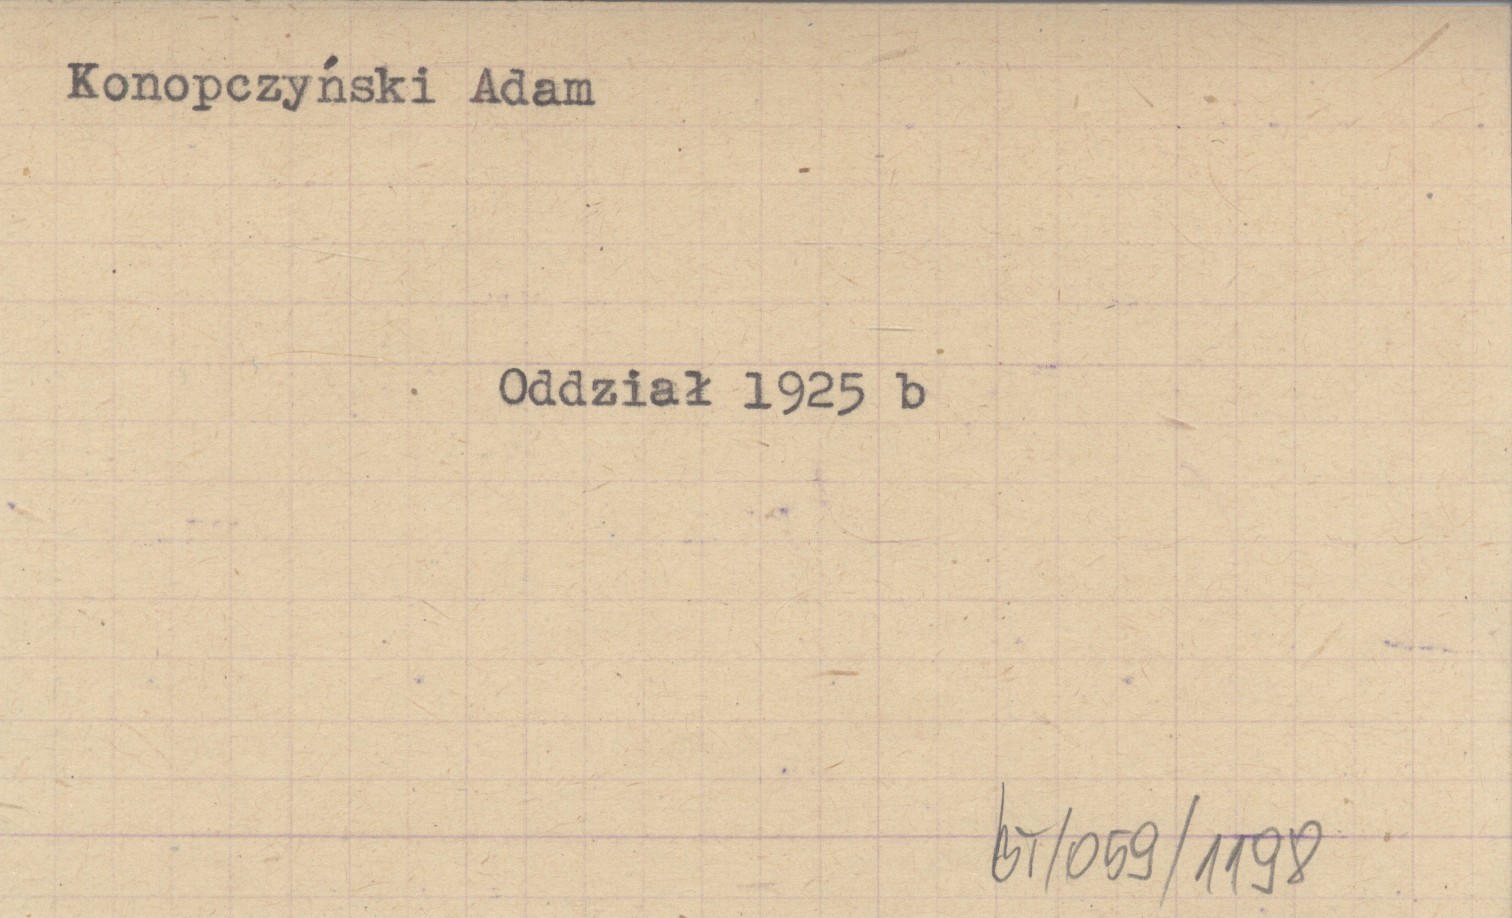 Konopczyński Adam
Oddział 1925 b
BT/059/1198